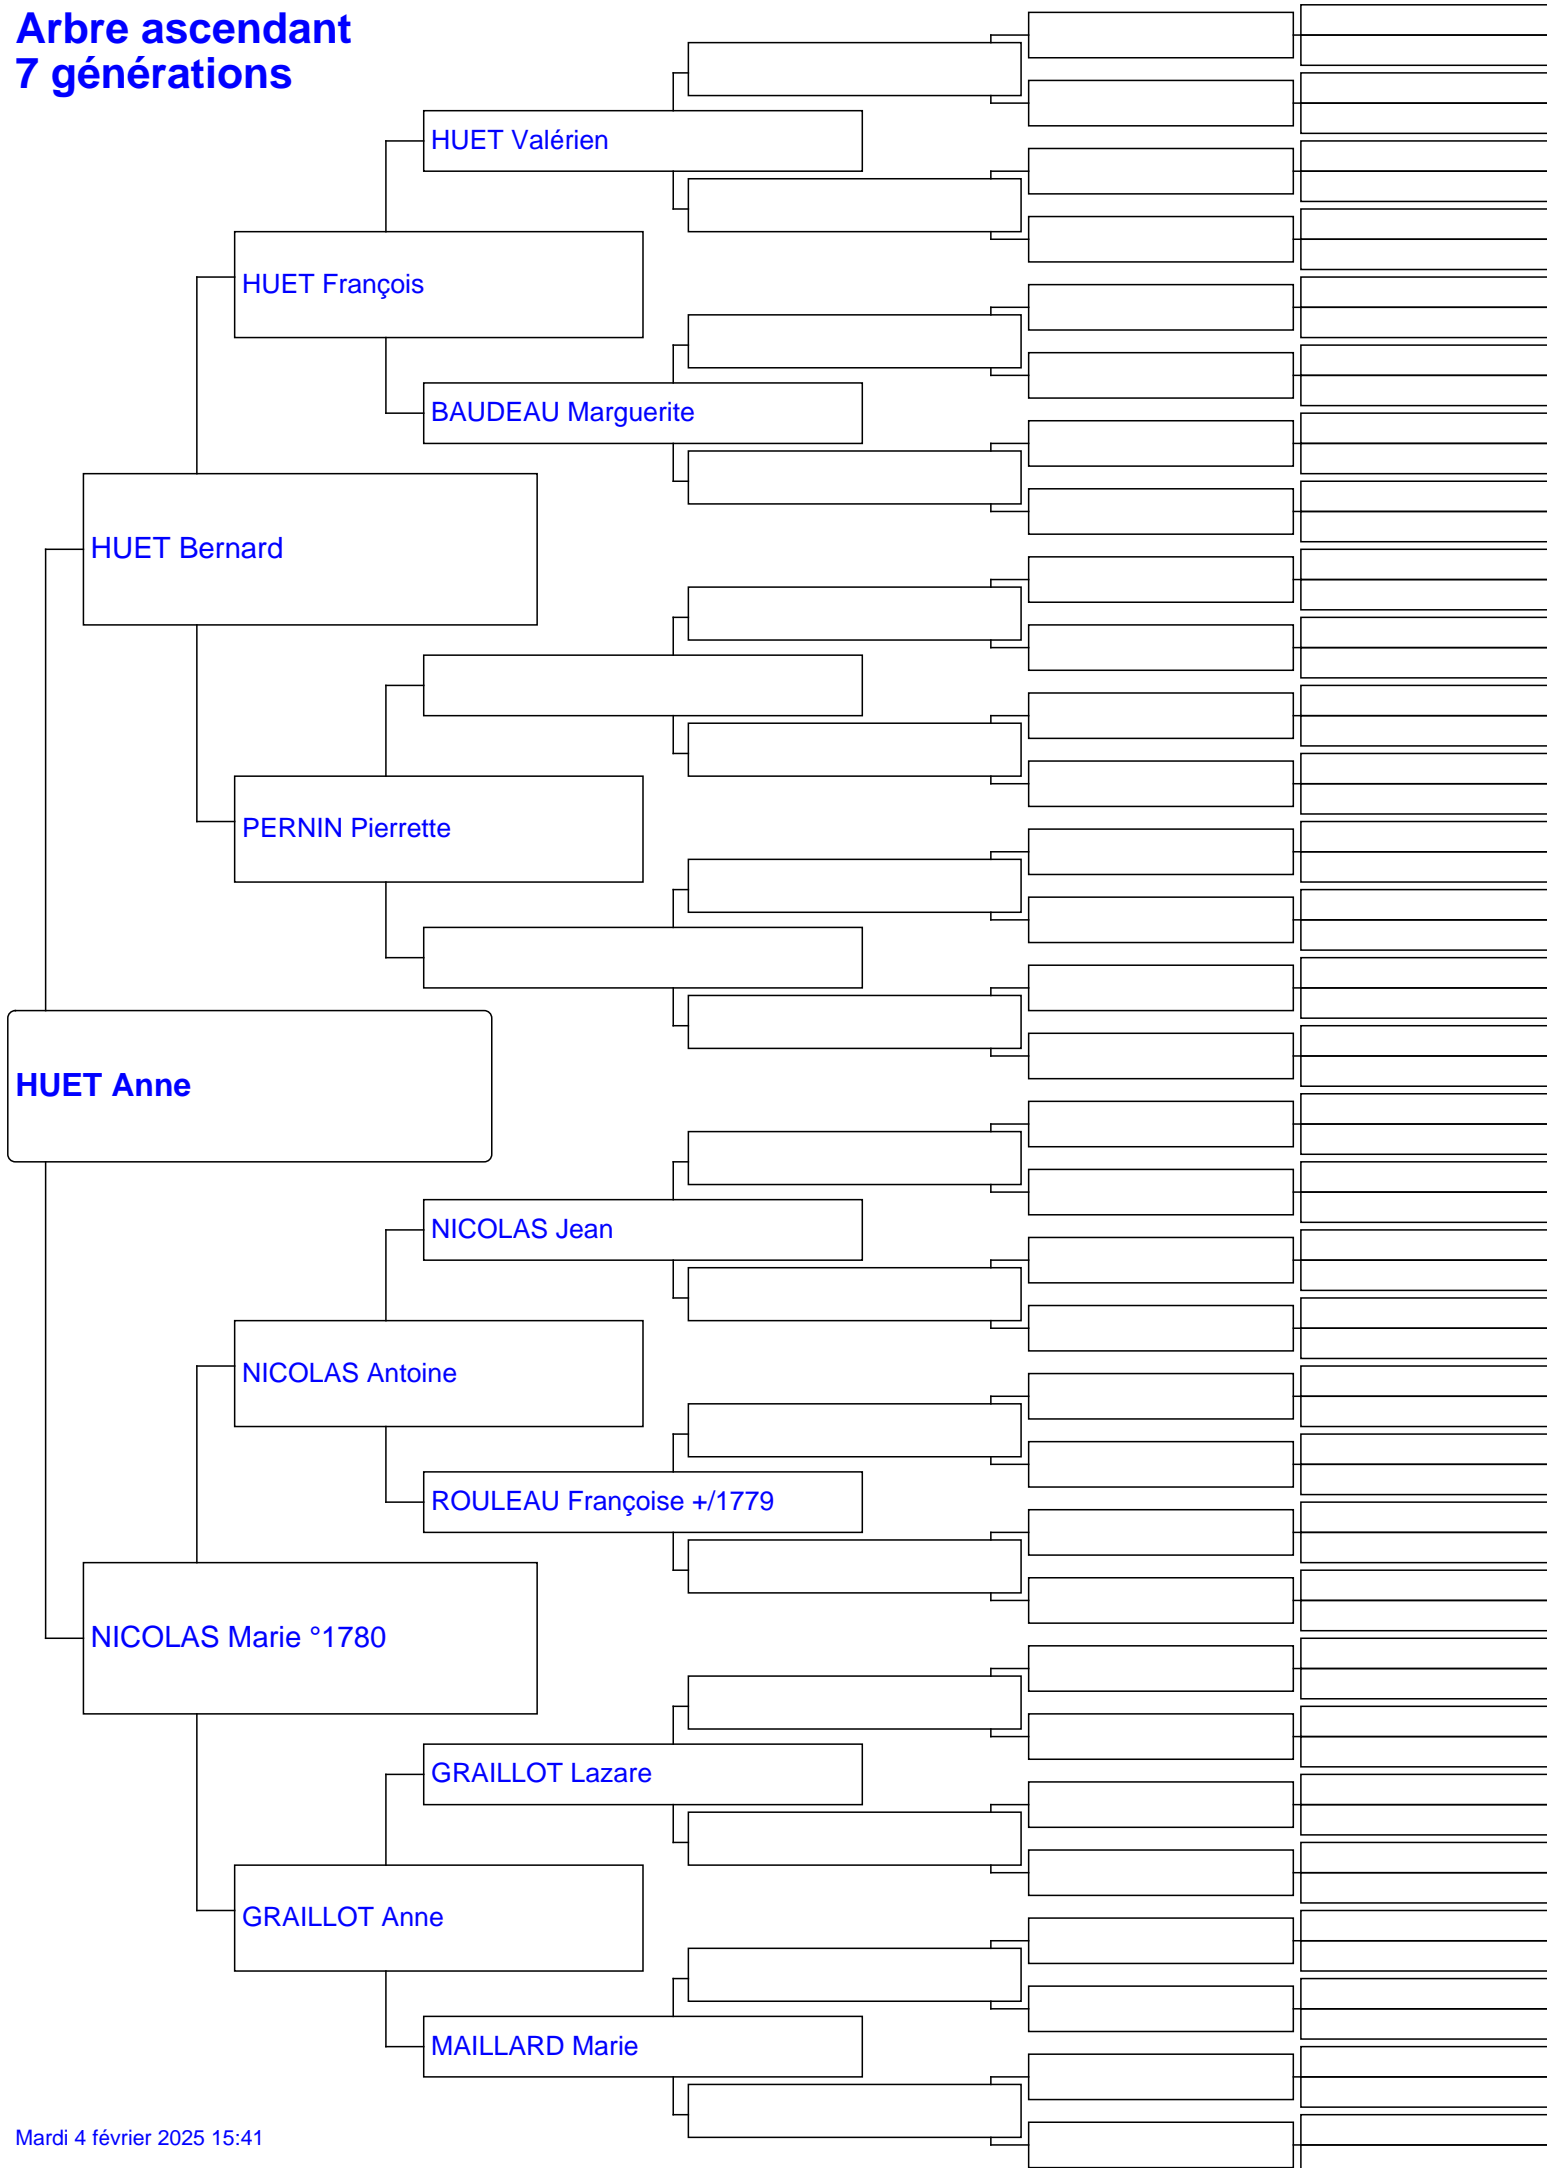 Arbre ascendant
7 générations
HUET Valérien
HUET François
BAUDEAU Marguerite
HUET Bernard
PERNIN Pierrette
HUET Anne
NICOLAS Jean
NICOLAS Antoine
ROULEAU Françoise +/1779
NICOLAS Marie °1780
GRAILLOT Lazare
GRAILLOT Anne
MAILLARD Marie
Mardi 4 février 2025 15:41